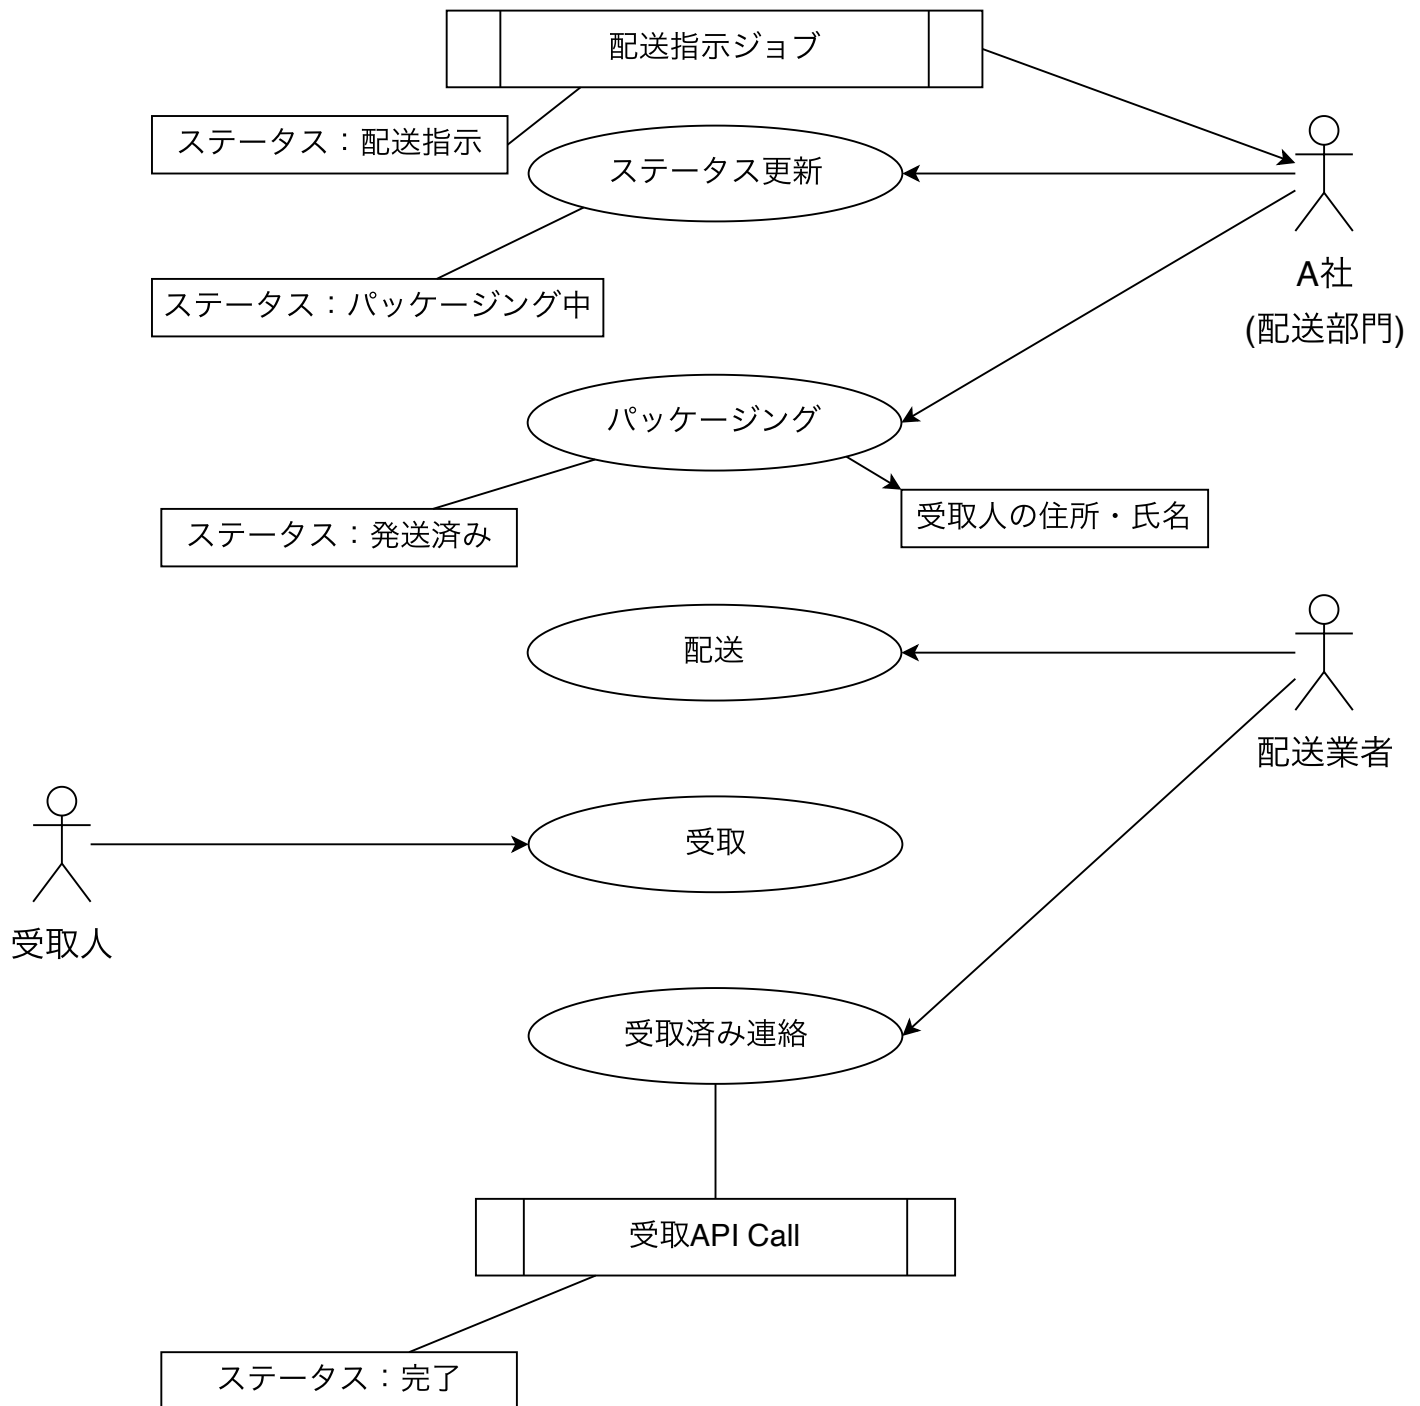 配送指示ジョブ
ステータス：配送指示
ステータス更新
A社
(配送部門)
ステータス：パッケージング中
パッケージング
受取人の住所・氏名
ステータス：発送済み
配送
配送業者
受取
受取人
受取済み連絡
受取API Call
ステータス：完了